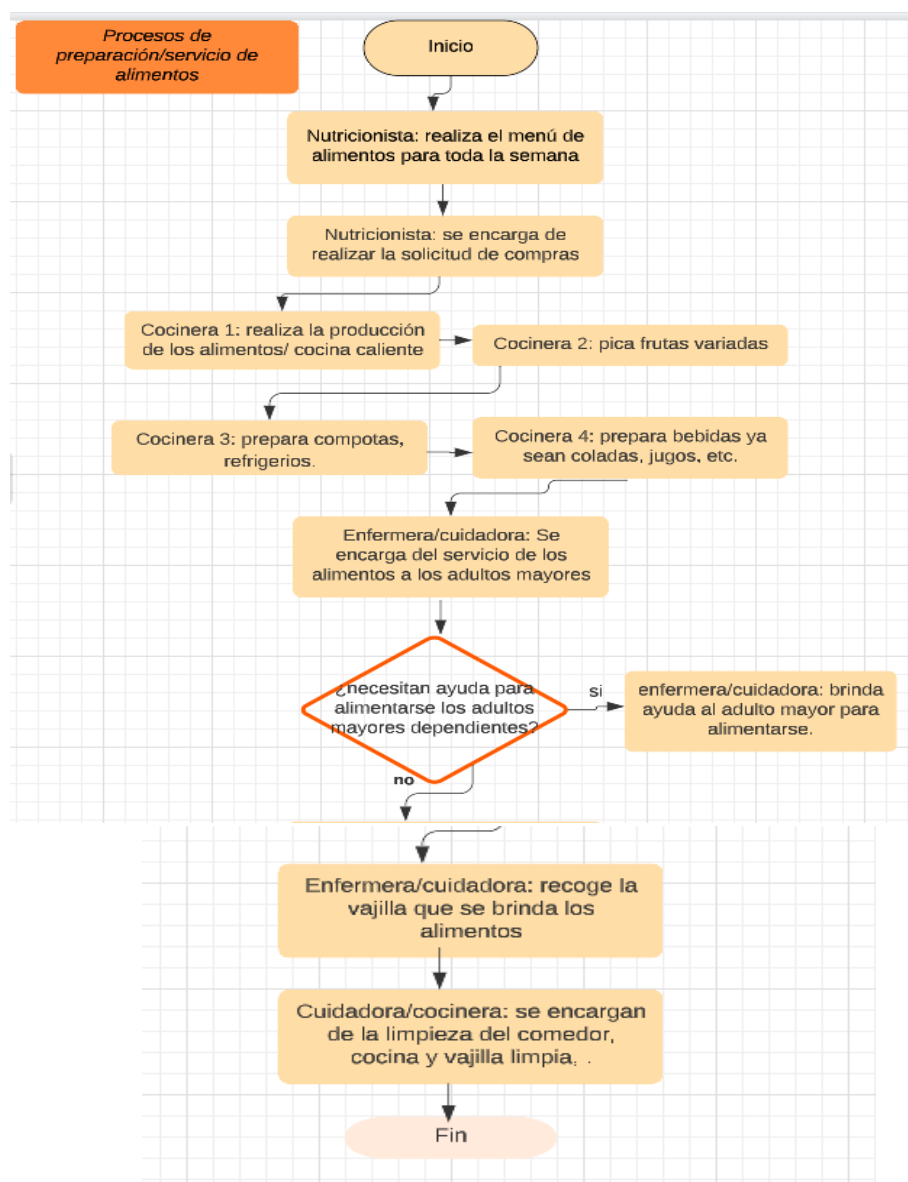 Procesos de
preparación/servicio de
alimentos
Inicio
Nutricionista: realiza el menú de
alimentos para toda la semana
Nutricionista: se encarga de
realizar la solicitud de compras
Cocinera 1: realiza la producción
de los alimentos/ cocina caliente
Cocinera 2: pica frutas variadas
Cocinera 3: prepara compotas,
refrigerios.
Cocinera 4: prepara bebidas ya
sean coladas, jugos, etc.
Enfermera/cuidadora: Se
encarga del servicio de los
alimentos a los adultos mayores
¿necesitan ayuda para
alimentarse los adultos
mayores dependientes?
si
enfermera/cuidadora: brinda
ayuda al adulto mayor para
alimentarse.
no
Enfermera/cuidadora: recoge la
vajilla que se brinda los
alimentos
Cuidadora/cocinera: se encargan
de la limpieza del comedor,
cocina y vajilla limpia, .
Fin